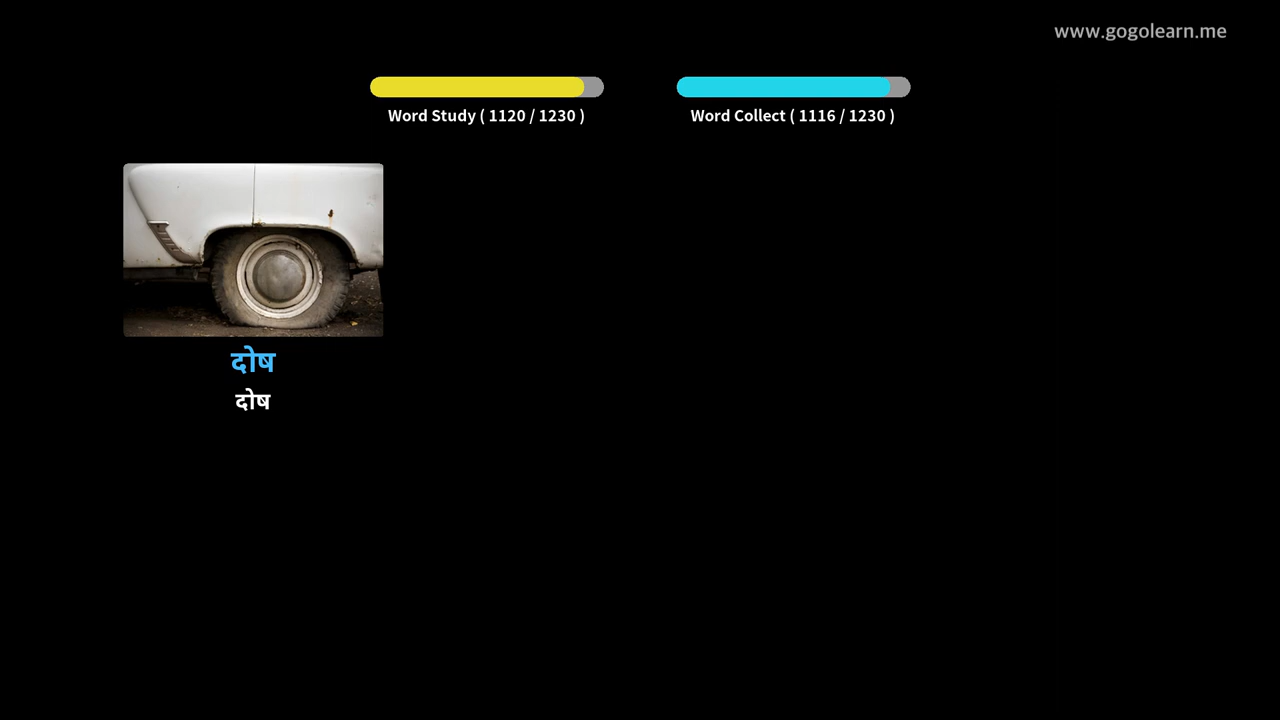 www.gogolearn.me
Word Study ( 1120 / 1230 )
Word Collect ( 1116 / 1230 )
दोष
दोष